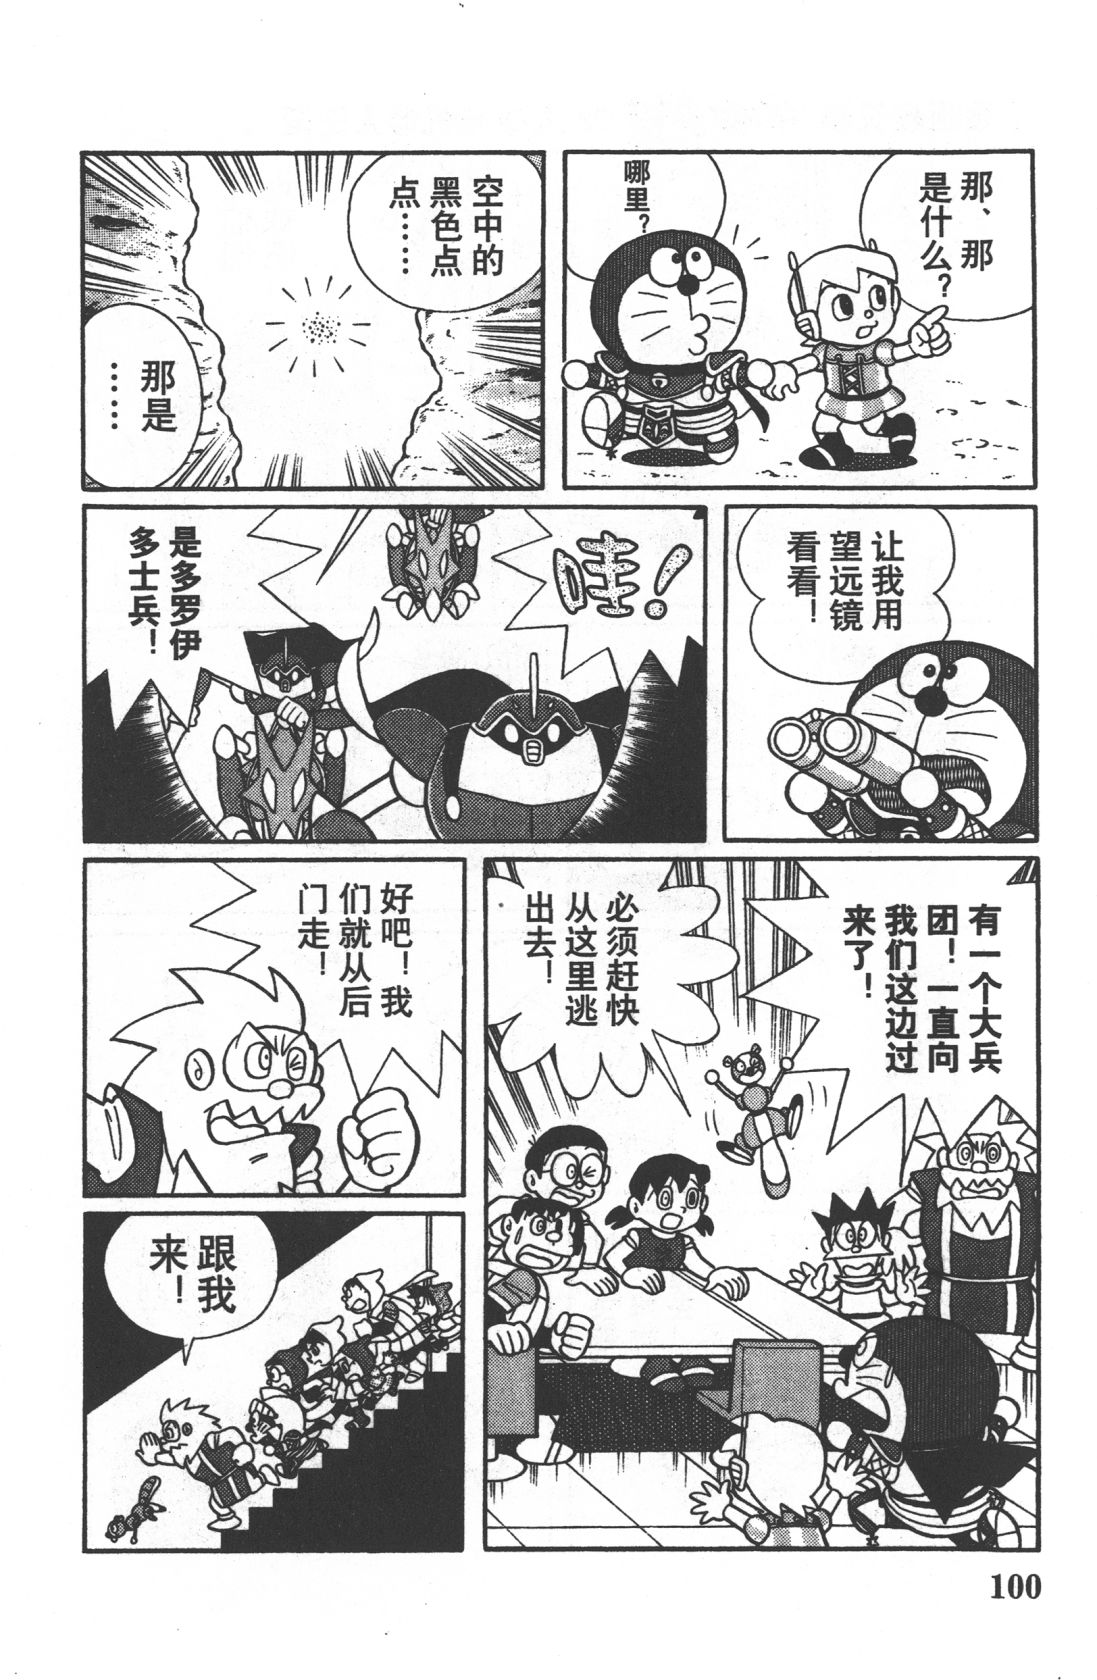 那、那
是什么？
哪里？
空中的
黑色点
点……
那是
……
让我用
望远镜
看看！
哇！
是多罗伊
多士兵！
有一个大兵
团！一直向
我们这边过
来了！
必须赶快
从这里逃
出去！
好吧！我
们就从后
门走！
跟我
来！
100